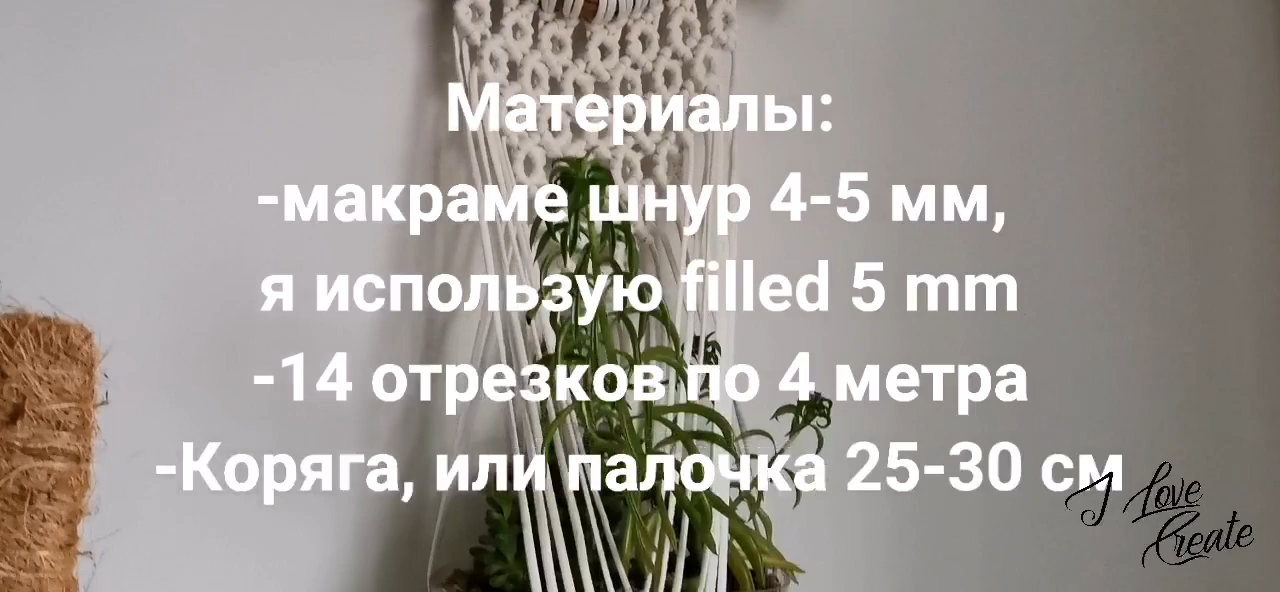 Материалы:
-макраме шнур 4-5 мм,
я использую filled 5 mm
-14 отрезков по 4 метра
-Коряга, или палочка 25-30 см
I Love
Create